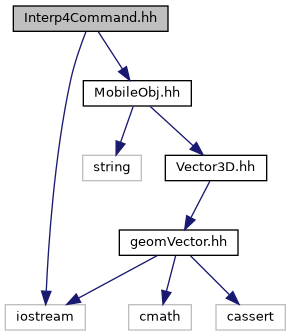 Interp4Command.hh
MobileObj.hh
string
Vector3D.hh
geomVector.hh
iostream
cmath
cassert